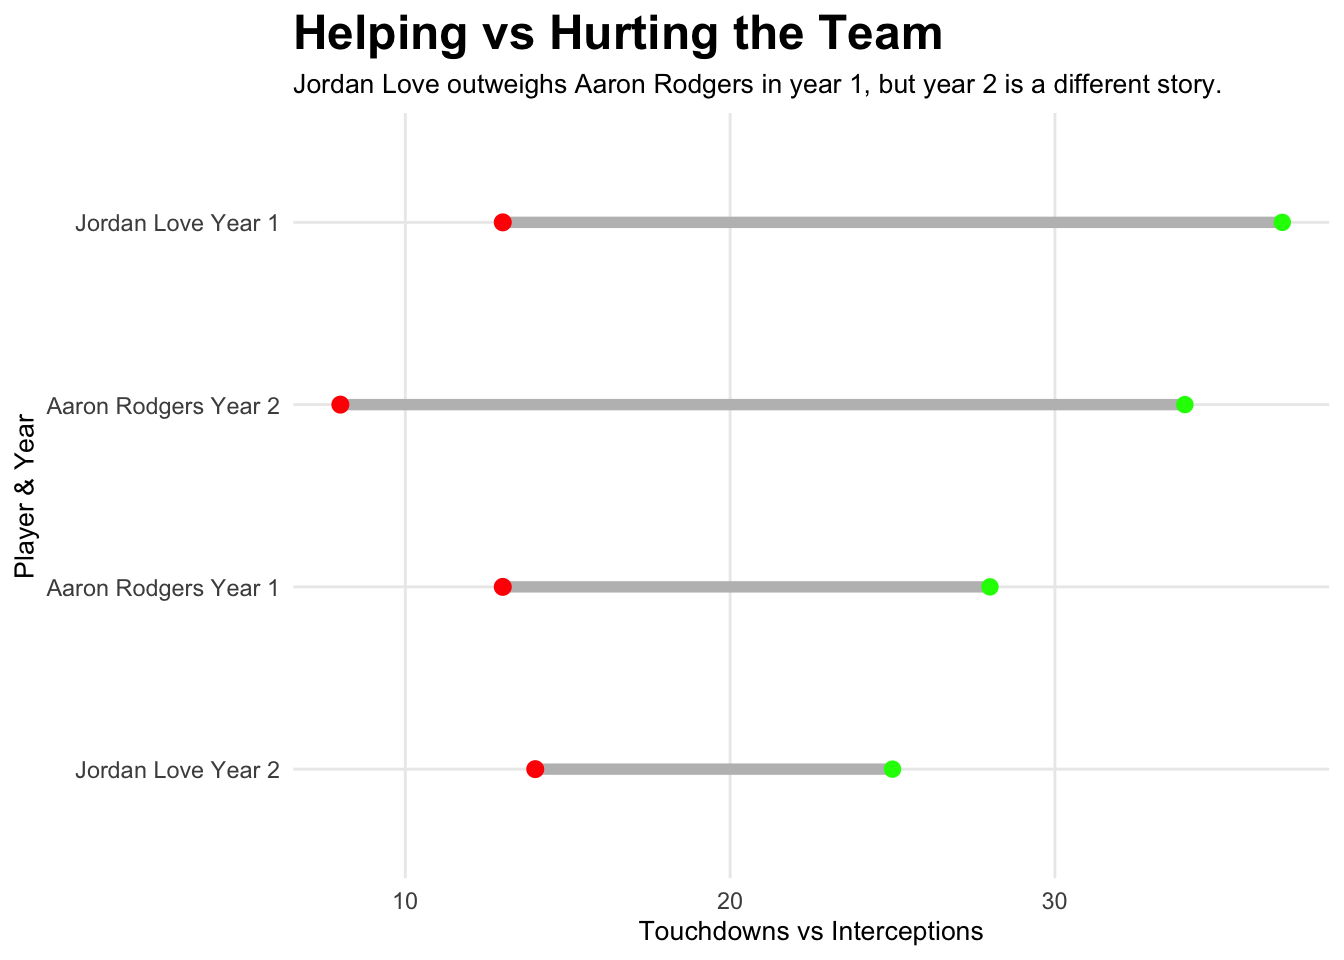 Helping vs Hurting the Team
Jordan Love outweighs Aaron Rodgers in year 1, but year 2 is a different story.
Jordan Love Year 1
Aaron Rodgers Year 2
Aaron Rodgers Year 1
Jordan Love Year 2
Player & Year
10 20 30
Touchdowns vs Interceptions